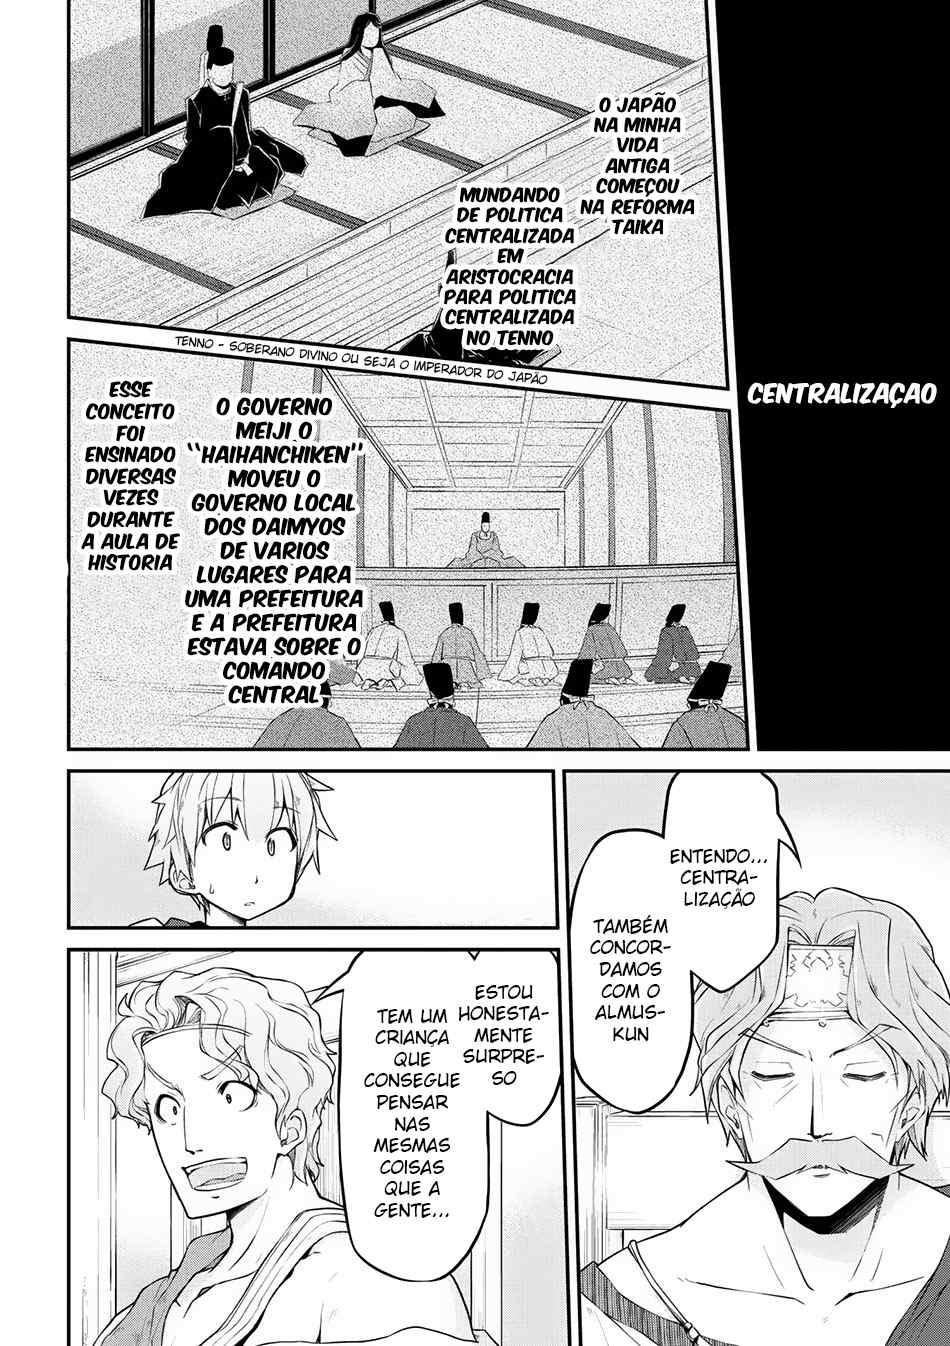 CENTRALIZAÇAO
O JAPÃO
NA MINHA
VIDA
ANTIGA
COMEÇOU
NA REFORMA
TAIKA
MUNDANDO
DE POLITICA
CENTRALIZADA
EM
ARISTOCRACIA
PARA POLITICA
CENTRALIZADA
NO TENNO
TENNO - SOBERANO DIVINO OU SEJA O IMPERADOR DO JAPÃO
O GOVERNO
MEIJI O
“HAIHANCHIKEN”
MOVEU O
GOVERNO LOCAL
DOS DAIMYOS
DE VARIOS
LUGARES PARA
UMA PREFEITURA
E A PREFEITURA
ESTAVA SOBRE O
COMANDO
CENTRAL
ESSE
CONCEITO
FOI
ENSINADO
DIVERSAS
VEZES
DURANTE
A AULA DE
HISTORIA
ENTENDO...
CENTRA-
LIZAÇÃO
TAMBÉM
CONCOR-
DAMOS
COM O
ALMUS-
KUN
ESTOU
HONESTA-
MENTE
SURPRE-
SO
TEM UM
CRIANÇA
QUE
CONSEGUE
PENSAR
NAS
MESMAS
COISAS
QUE A
GENTE...